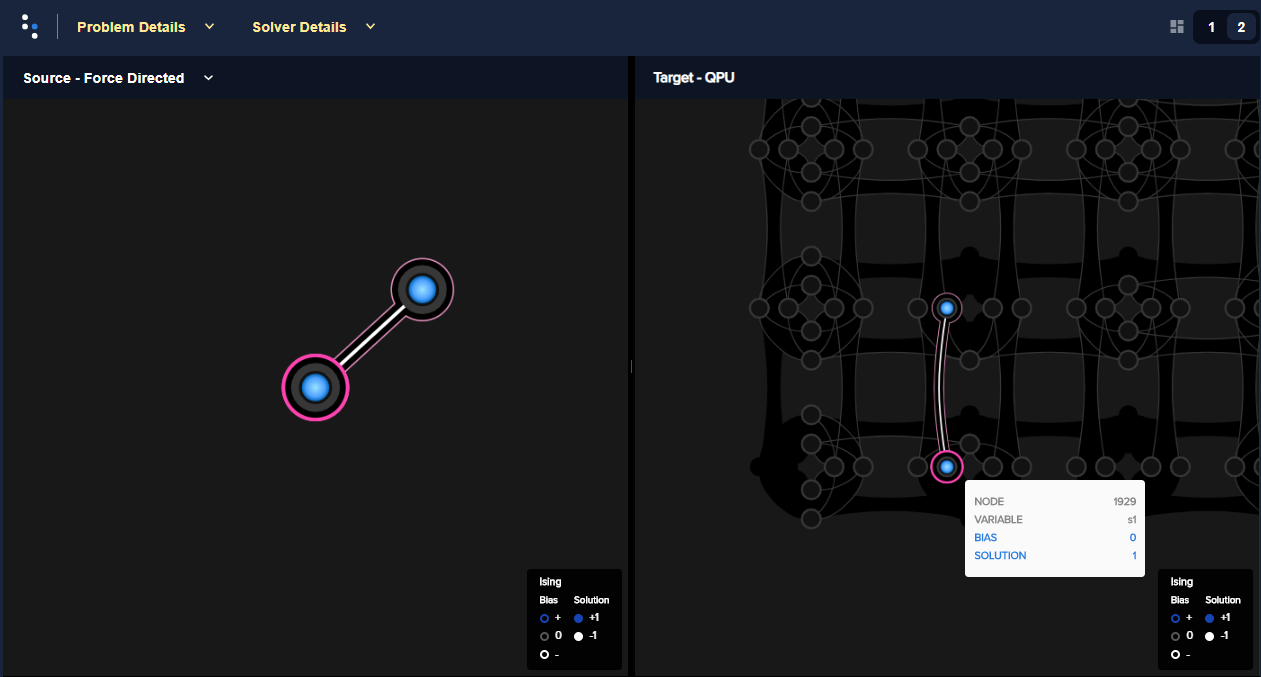 Problem Details
Solver Details
1 2
Source - Force Directed
Target - QPU
NODE 1929
VARIABLE s1
BIAS 0
SOLUTION 1
Ising
Bias Solution
+ +1
0 -1
-
Ising
Bias Solution
+ +1
0 -1
-